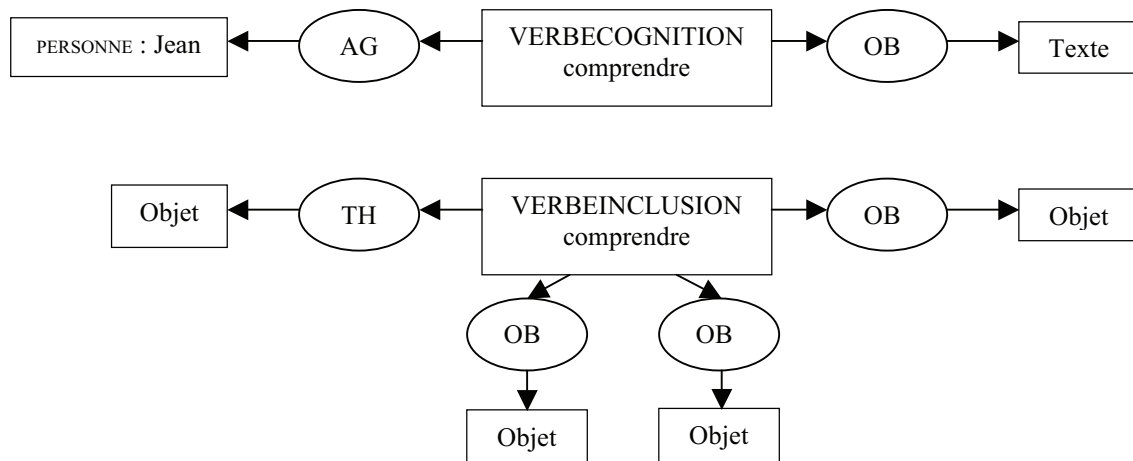 PERSONNE : Jean
AG
VERBECOGNITION
comprendre
OB
Texte
Objet
TH
VERBEINCLUSION
comprendre
OB
Objet
OB
OB
Objet
Objet